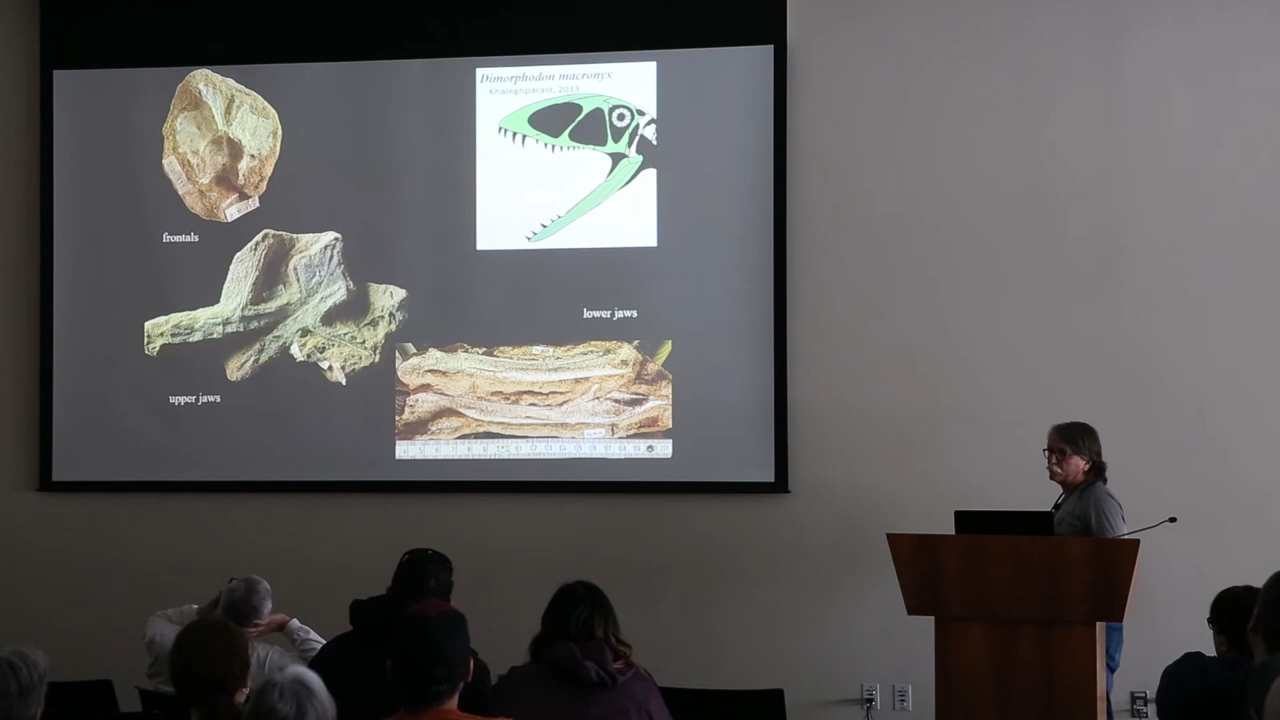 Dimorphodon macronyx
Khaleghparast, 2013
frontals
lower jaws
upper jaws